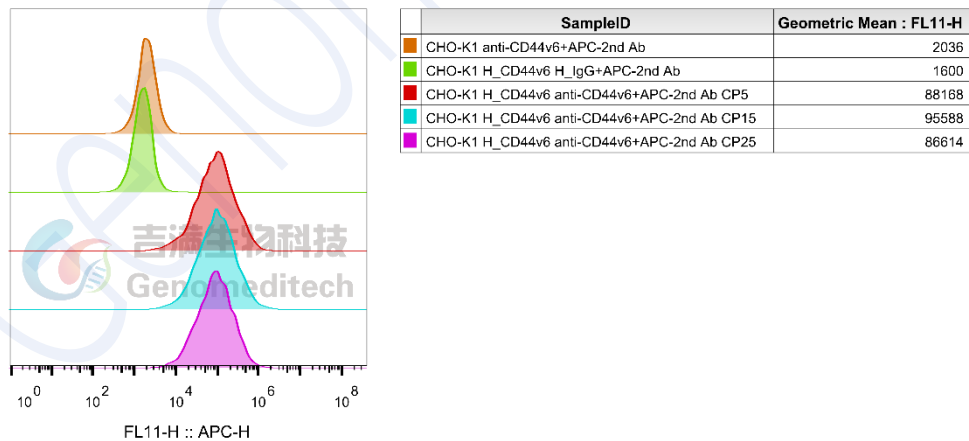 SampleID Geometric Mean : FL11-H
CHO-K1 anti-CD44v6+APC-2nd Ab 2036
CHO-K1 H_CD44v6 H_IgG+APC-2nd Ab 1600
CHO-K1 H_CD44v6 anti-CD44v6+APC-2nd Ab CP5 88168
CHO-K1 H_CD44v6 anti-CD44v6+APC-2nd Ab CP15 95588
CHO-K1 H_CD44v6 anti-CD44v6+APC-2nd Ab CP25 86614
吉满生物科技
Genomeditech
10^0 10^2 10^4 10^6 10^8
FL11-H :: APC-H